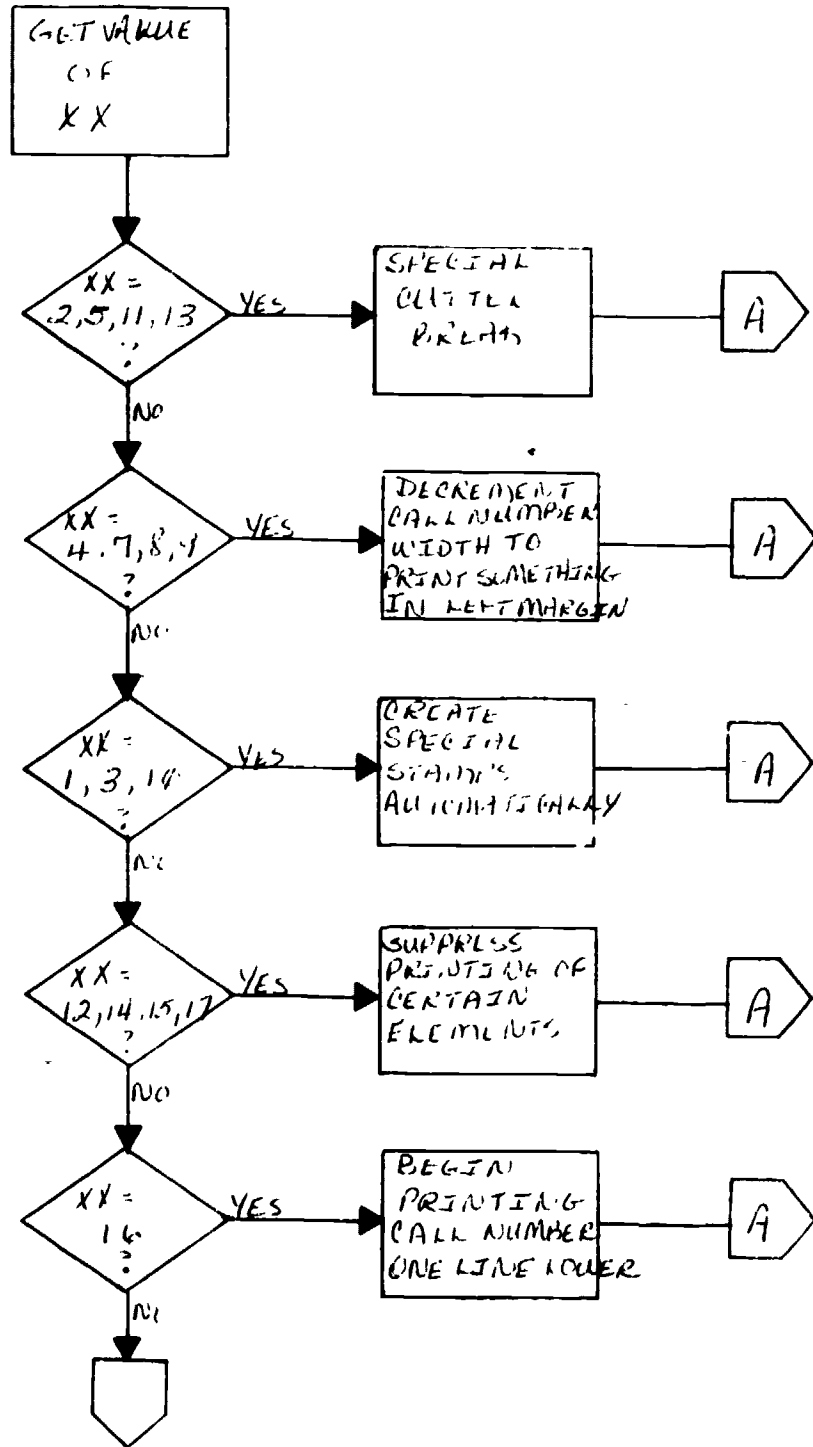 GET VALUE
OF
XX
XX =
2,5,11,13
?
YES
SPECIAL
CUTTER
BREAK
A
NO
XX =
4,7,8,9
?
YES
DECREMENT
CALL NUMBER
WIDTH TO
PRINT SOMETHING
IN LEFT MARGIN
A
NO
XX =
1,3,
?
YES
CREATE
SPECIAL
STAMPS
AUTOMATICALLY
A
NO
XX =
12,14,15,17
?
YES
SUPPRESS
PRINTING OF
CERTAIN
ELEMENTS
A
NO
XX =
16
?
YES
BEGIN
PRINTING
CALL NUMBER
ONE LINE LOWER
A
NO